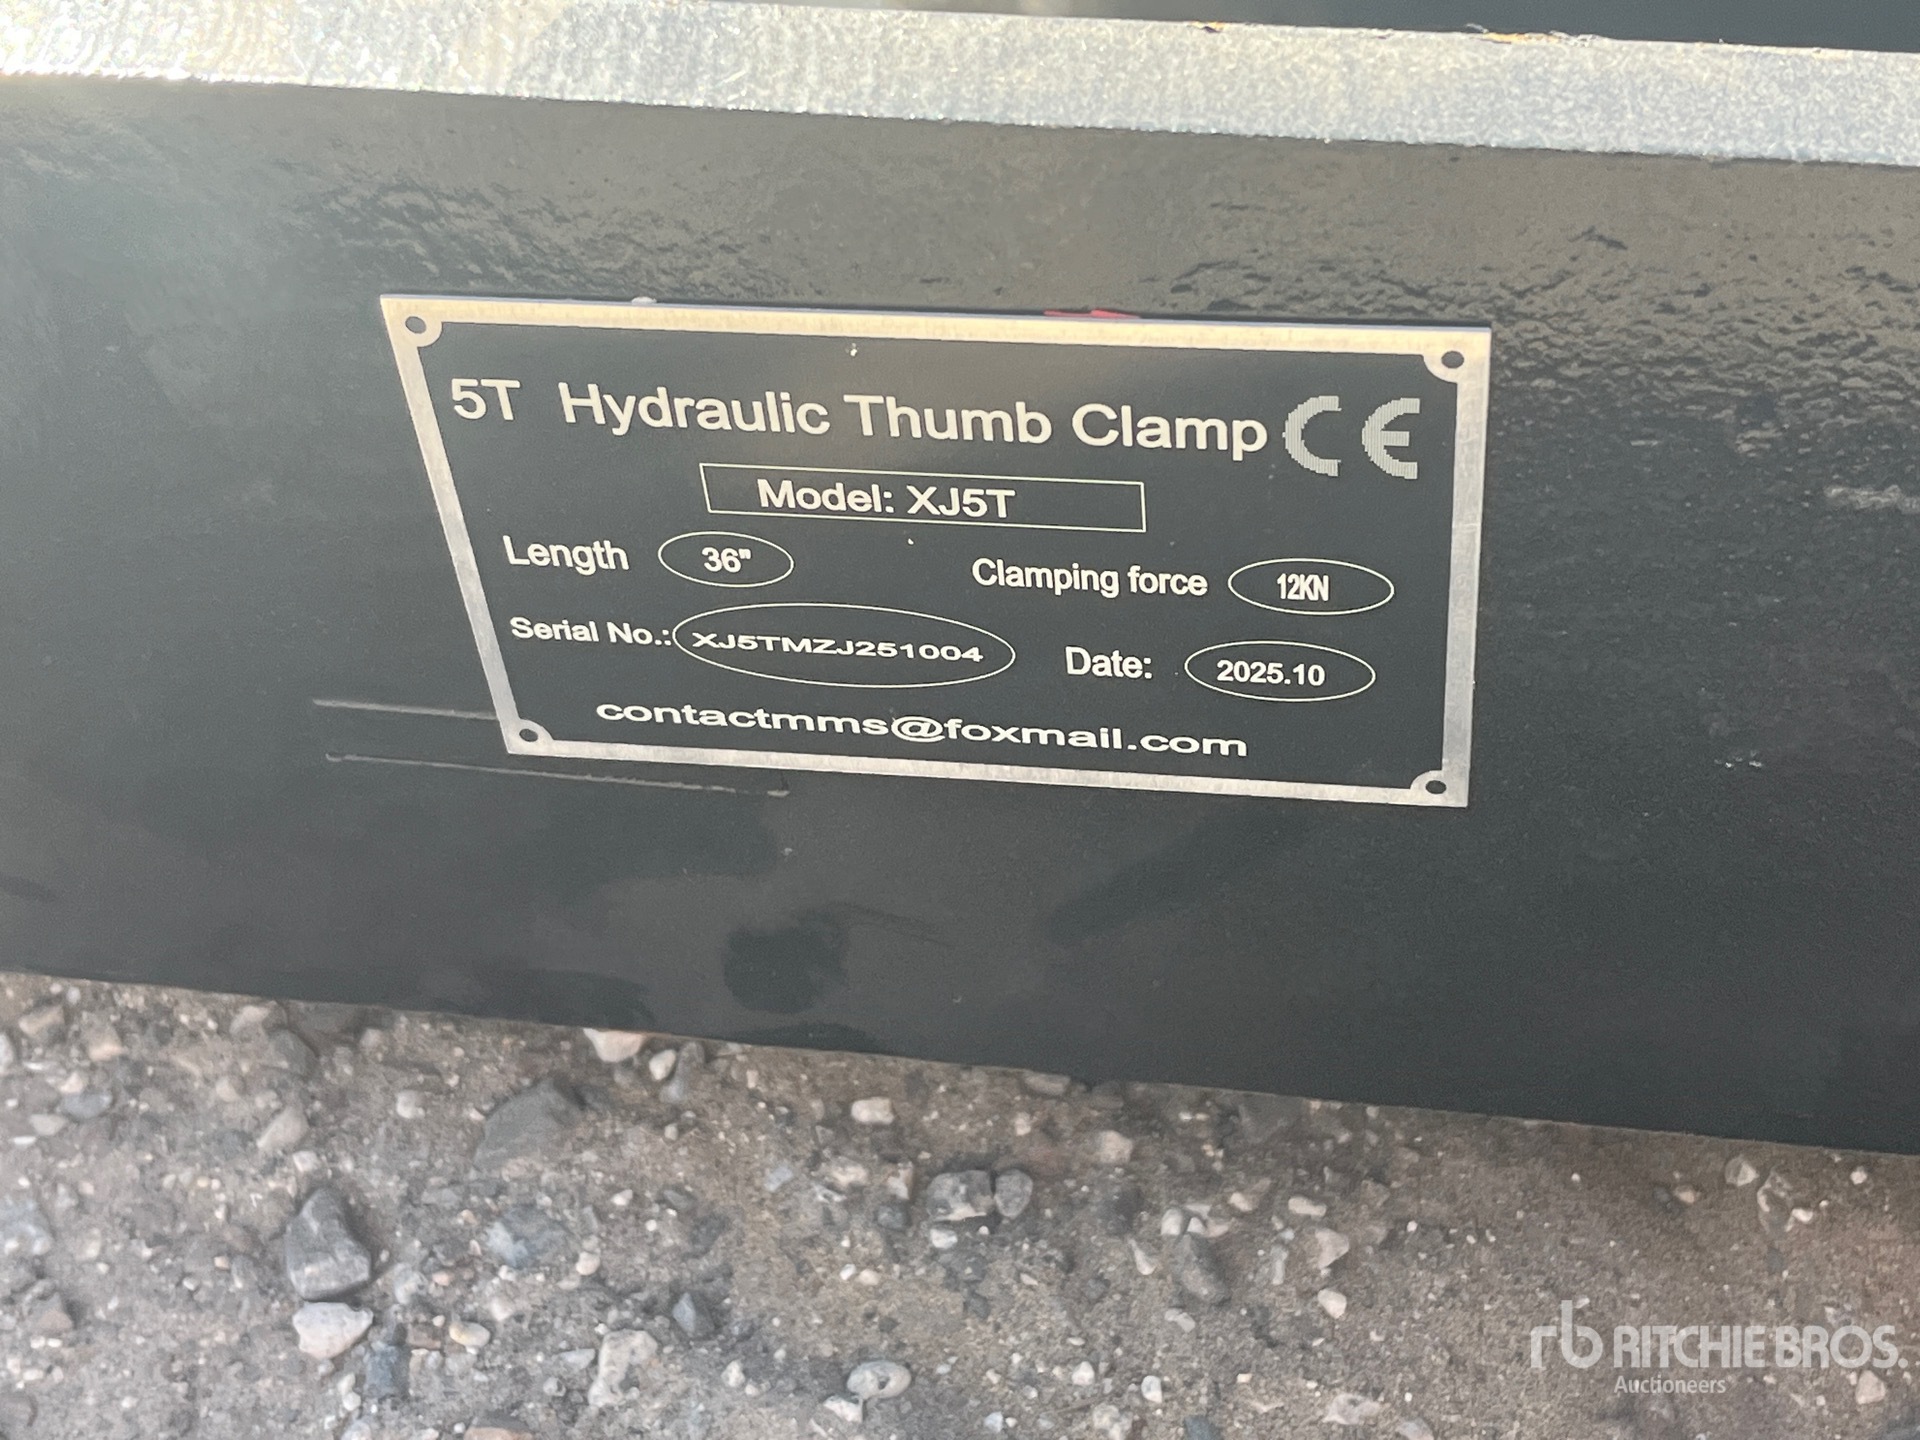 5T Hydraulic Thumb Clamp CE
Model: XJ5T
Length 36" Clamping force 12KN
Serial No.: XJ5TMZJ251004 Date: 2025.10
contactmms@foxmail.com
rb RITCHIE BROS.
Auctioneers